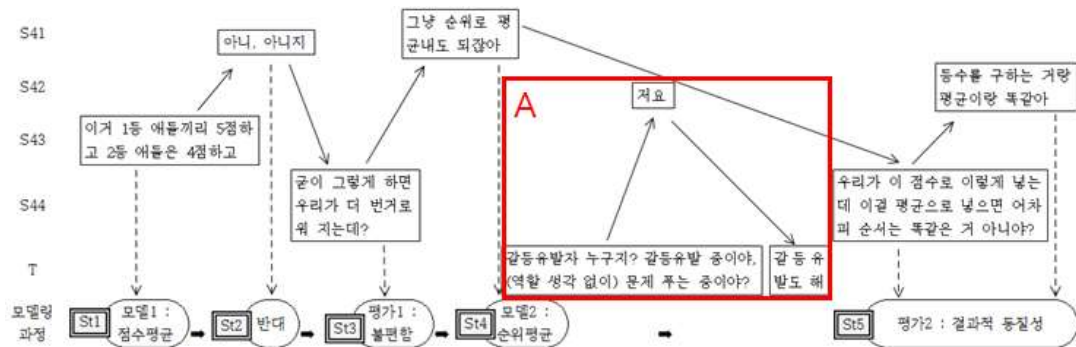 S41
S42
S43
S44
T
모델링
과정
이거 1등 애들끼리 5점하
고 2등 애들은 4점하고
아니, 아니지
굳이 그렇게 하면
우리가 더 번거로
워 지는데?
그냥 순위로 평
균내도 되잖아
A
저요
갈등유발자 누구지? 갈등유발 중이야,
(역할 생각 없이) 문제 푸는 중이야?
갈등유
발도 해
우리가 이 점수로 이렇게 넣는
데 이걸 평균으로 넣으면 어차
피 순서는 똑같은 거 아니야?
등수를 구하는 거랑
평균이랑 똑같아
St1
모델1 :
점수평균
St2
반대
St3
평가1 :
불편함
St4
모델2 :
순위평균
St5
평가2 : 결과적 동질성